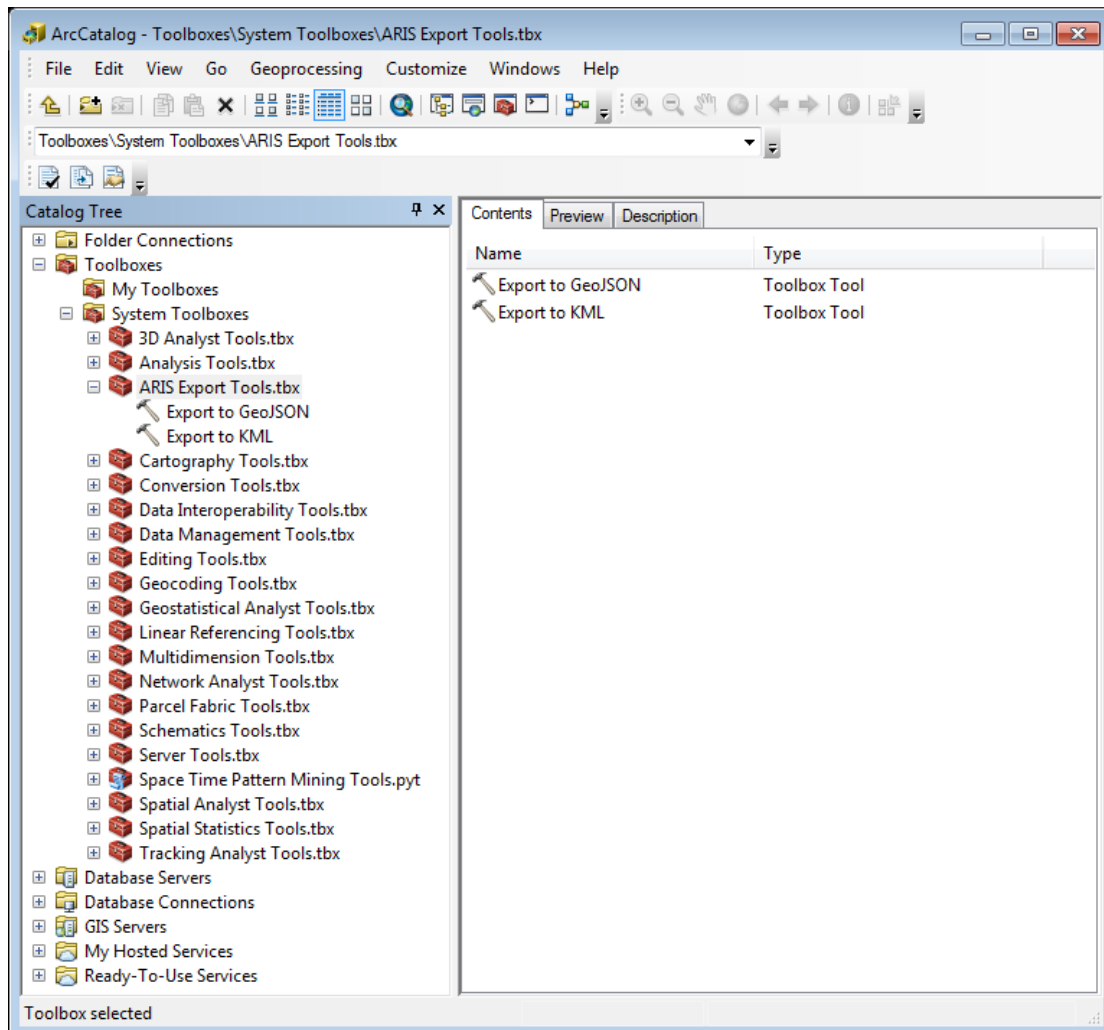 ArcCatalog - Toolboxes\System Toolboxes\ARIS Export Tools.tbx
File Edit View Go Geoprocessing Customize Windows Help
Toolboxes\System Toolboxes\ARIS Export Tools.tbx
Catalog Tree
Folder Connections
Toolboxes
My Toolboxes
System Toolboxes
3D Analyst Tools.tbx
Analysis Tools.tbx
ARIS Export Tools.tbx
Export to GeoJSON
Export to KML
Cartography Tools.tbx
Conversion Tools.tbx
Data Interoperability Tools.tbx
Data Management Tools.tbx
Editing Tools.tbx
Geocoding Tools.tbx
Geostatistical Analyst Tools.tbx
Linear Referencing Tools.tbx
Multidimension Tools.tbx
Network Analyst Tools.tbx
Parcel Fabric Tools.tbx
Schematics Tools.tbx
Server Tools.tbx
Space Time Pattern Mining Tools.pyt
Spatial Analyst Tools.tbx
Spatial Statistics Tools.tbx
Tracking Analyst Tools.tbx
Database Servers
Database Connections
GIS Servers
My Hosted Services
Ready-To-Use Services
Contents Preview Description
Name Type
Export to GeoJSON Toolbox Tool
Export to KML Toolbox Tool
Toolbox selected